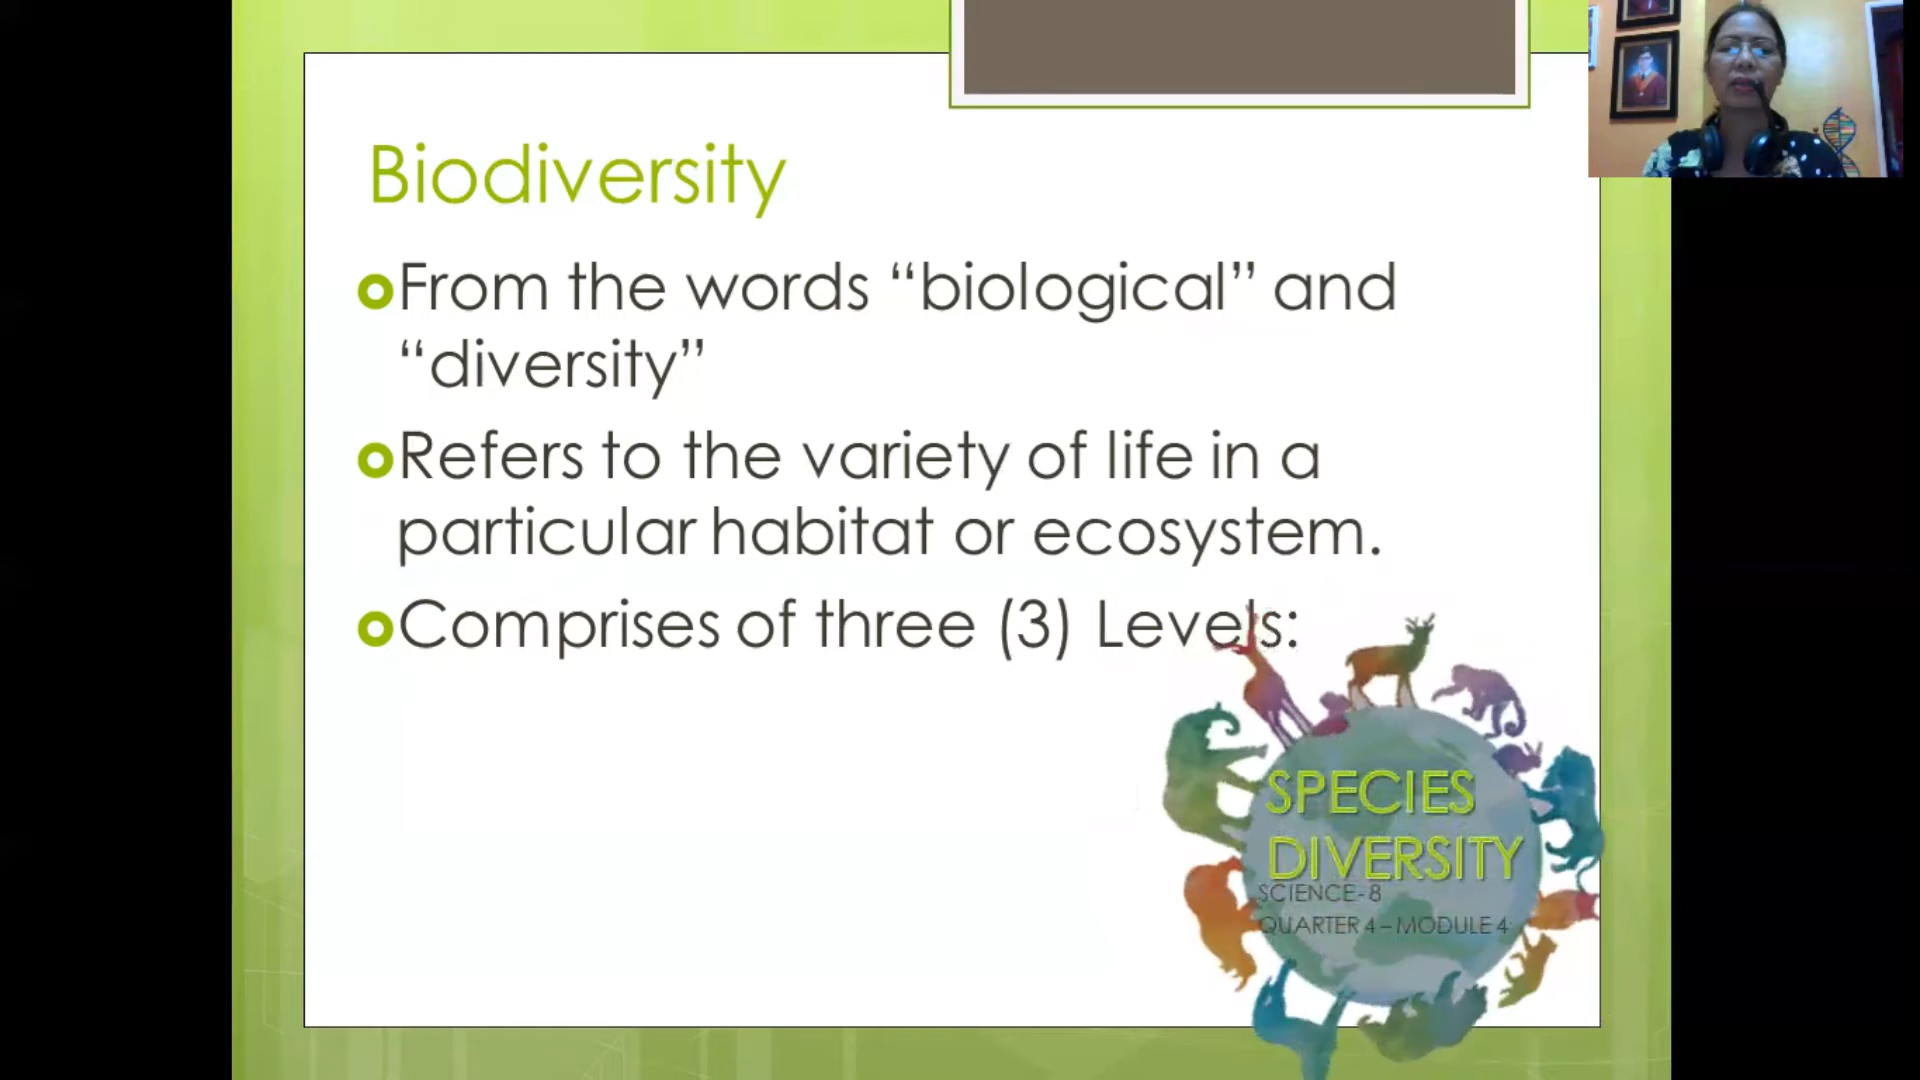 Biodiversity
From the words “biological” and
“diversity”
Refers to the variety of life in a
particular habitat or ecosystem.
Comprises of three (3) Levels:
SPECIES
DIVERSITY
SCIENCE- 8
QUARTER 4 – MODULE 4